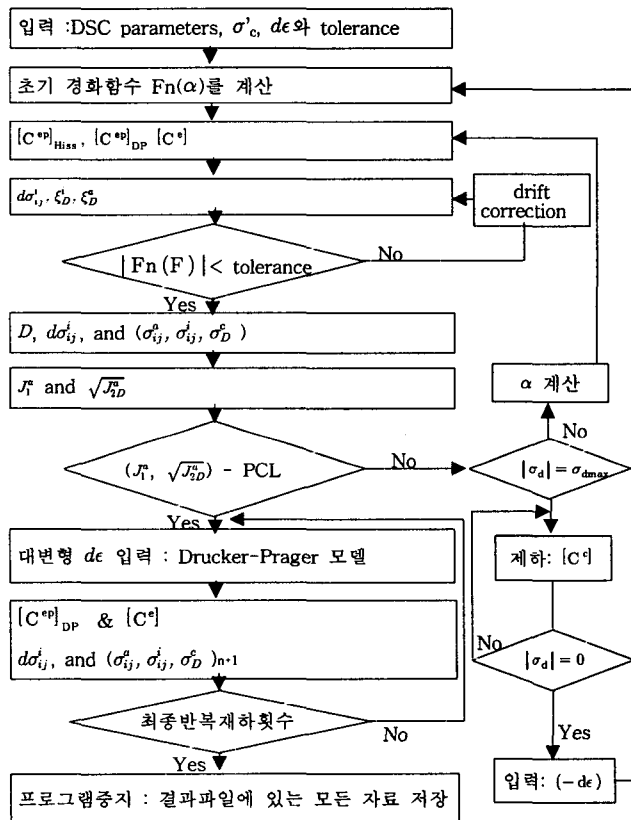 입력 :DSC parameters, σ'c, dϵ와 tolerance
초기 경화함수 Fn(α)를 계산
[C^ep]Hiss, [C^ep]DP [C^e]
dσ^i_ij, ξ^i_D, ξ^a_D
drift
correction
|Fn(F)|< tolerance
No
Yes
D, dσ^i_ij, and (σ^a_ij, σ^i_ij, σ^c_D )
J^a_1 and √J^a_2D
α 계산
No
(J^a_1, √J^a_2D) - PCL
No
|σd|= σdmax
Yes
대변형 dϵ 입력 : Drucker-Prager 모델
제하: [C^e]
[C^ep]DP & [C^e]
dσ^i_ij, and (σ^a_ij, σ^i_ij, σ^c_D )n+1
No
|σd|= 0
최종반복재하횟수
No
Yes
Yes
프로그램중지 : 결과파일에 있는 모든 자료 저장
입력: (-dϵ)